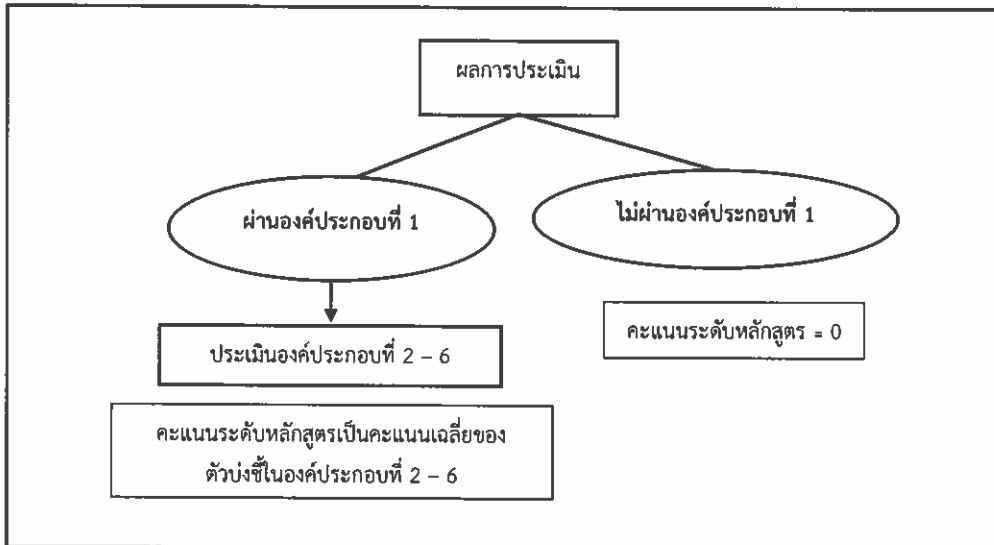 ผลการประเมิน
ผ่านองค์ประกอบที่ 1
ไม่ผ่านองค์ประกอบที่ 1
คะแนนระดับหลักสูตร = 0
ประเมินองค์ประกอบที่ 2 – 6
คะแนนระดับหลักสูตรเป็นคะแนนเฉลี่ยของ
ตัวบ่งชี้ในองค์ประกอบที่ 2 – 6